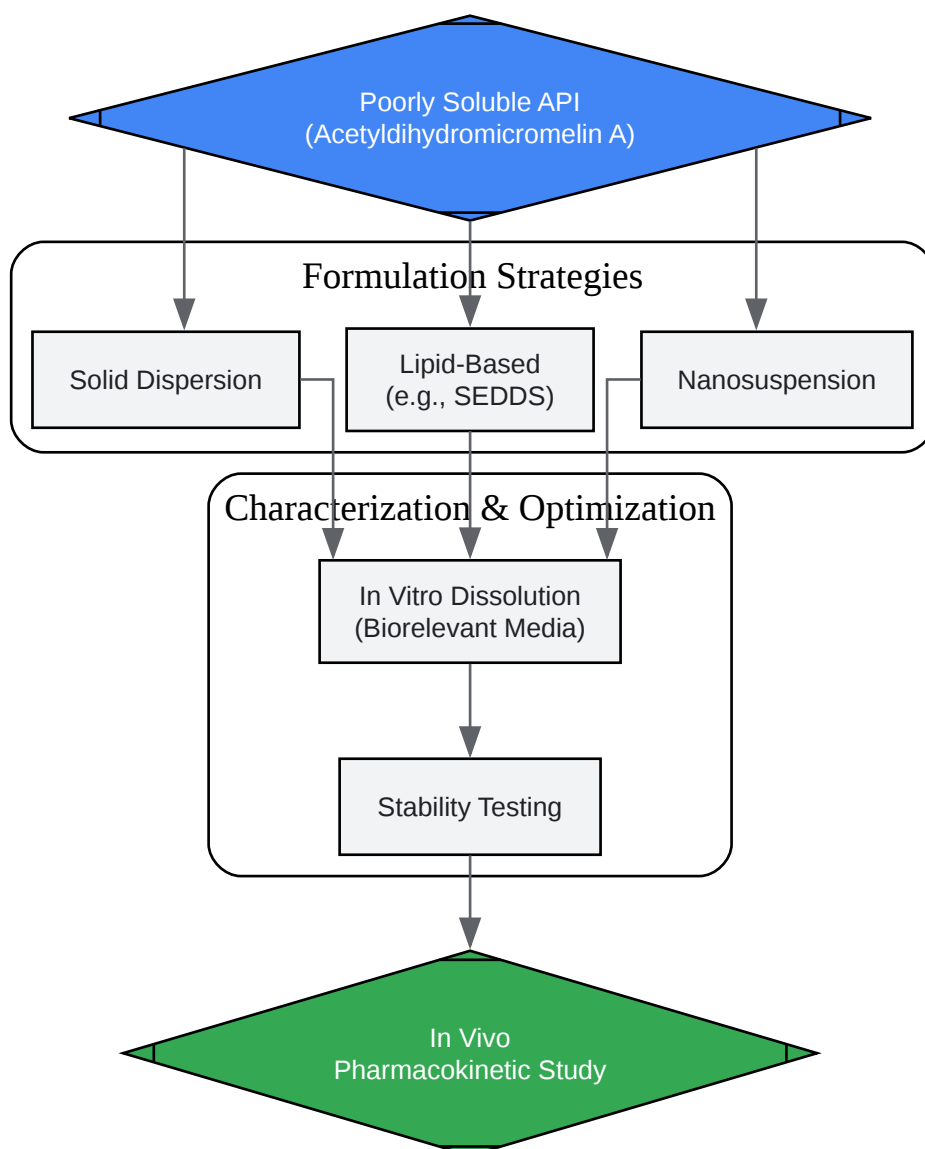 Poorly Soluble API
(Acetyldihydromicromelin A)
Formulation Strategies
Solid Dispersion
Lipid-Based
(e.g., SEDDS)
Nanosuspension
Characterization & Optimization
In Vitro Dissolution
(Biorelevant Media)
Stability Testing
In Vivo
Pharmacokinetic Study